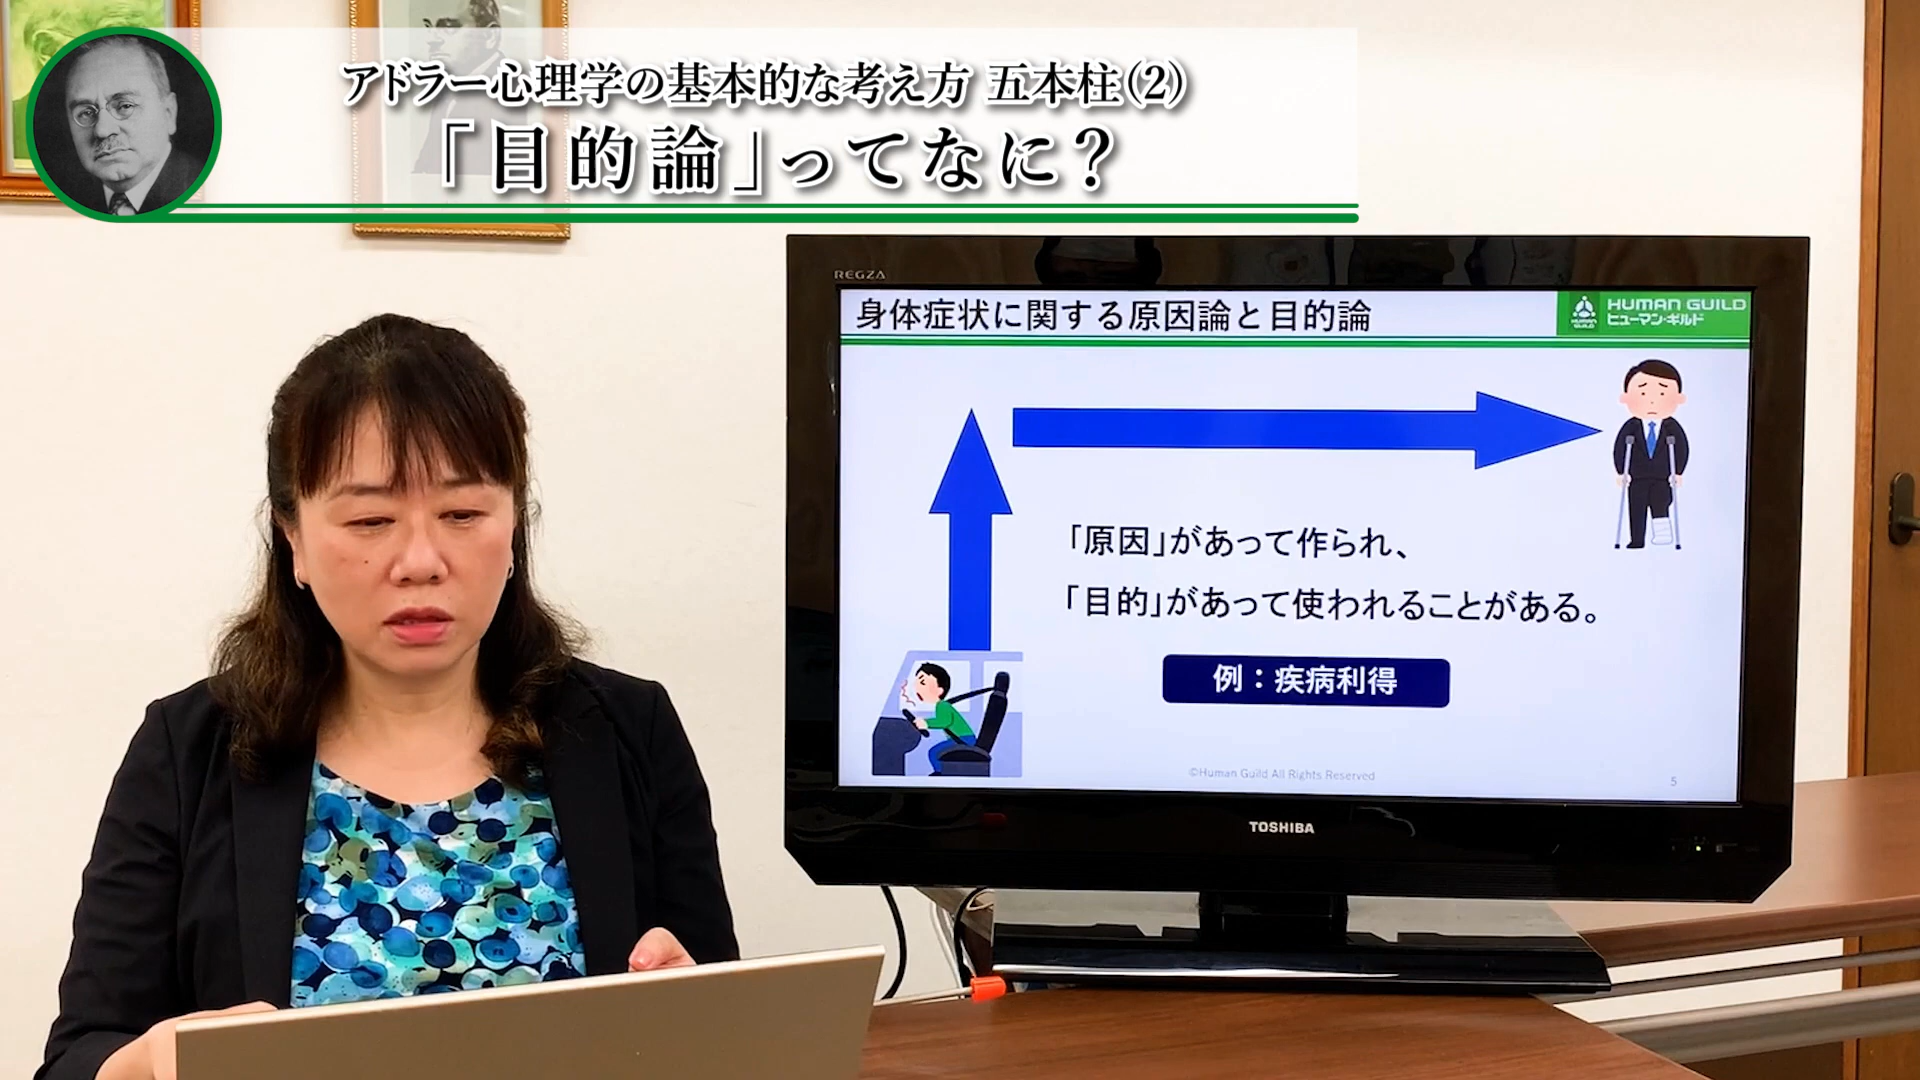 アドラー心理学の基本的な考え方 五本柱(2)
「目的論」ってなに？
REGZA
身体症状に関する原因論と目的論
HUMAN GUILD
ヒューマン・ギルド
HUMAN
GUILD
「原因」があって作られ、
「目的」があって使われることがある。
例：疾病利得
©Human Guild All Rights Reserved
5
TOSHIBA